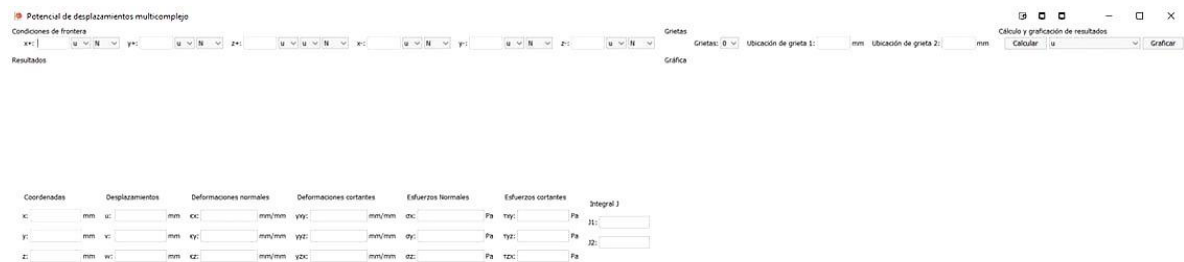 Potencial de desplazamientos multicomplejo
Condiciones de frontera Grietas Cálculo y graficación de resultados
x+: u N y+: u N z+: u u N x-: u N y-: u N z-: u N Grietas: 0 Ubicación de grieta 1: mm Ubicación de grieta 2: mm Calcular u Graficar
Resultados Gráfica
Coordenadas Desplazamientos Deformaciones normales Deformaciones cortantes Esfuerzos Normales Esfuerzos cortantes Integral J
x: mm u: mm εx: mm/mm γxy: mm/mm σx: Pa τxy: Pa J1:
y: mm v: mm εy: mm/mm γyz: mm/mm σy: Pa τyz: Pa J2:
z: mm w: mm εz: mm/mm γzx: mm/mm σz: Pa τzx: Pa